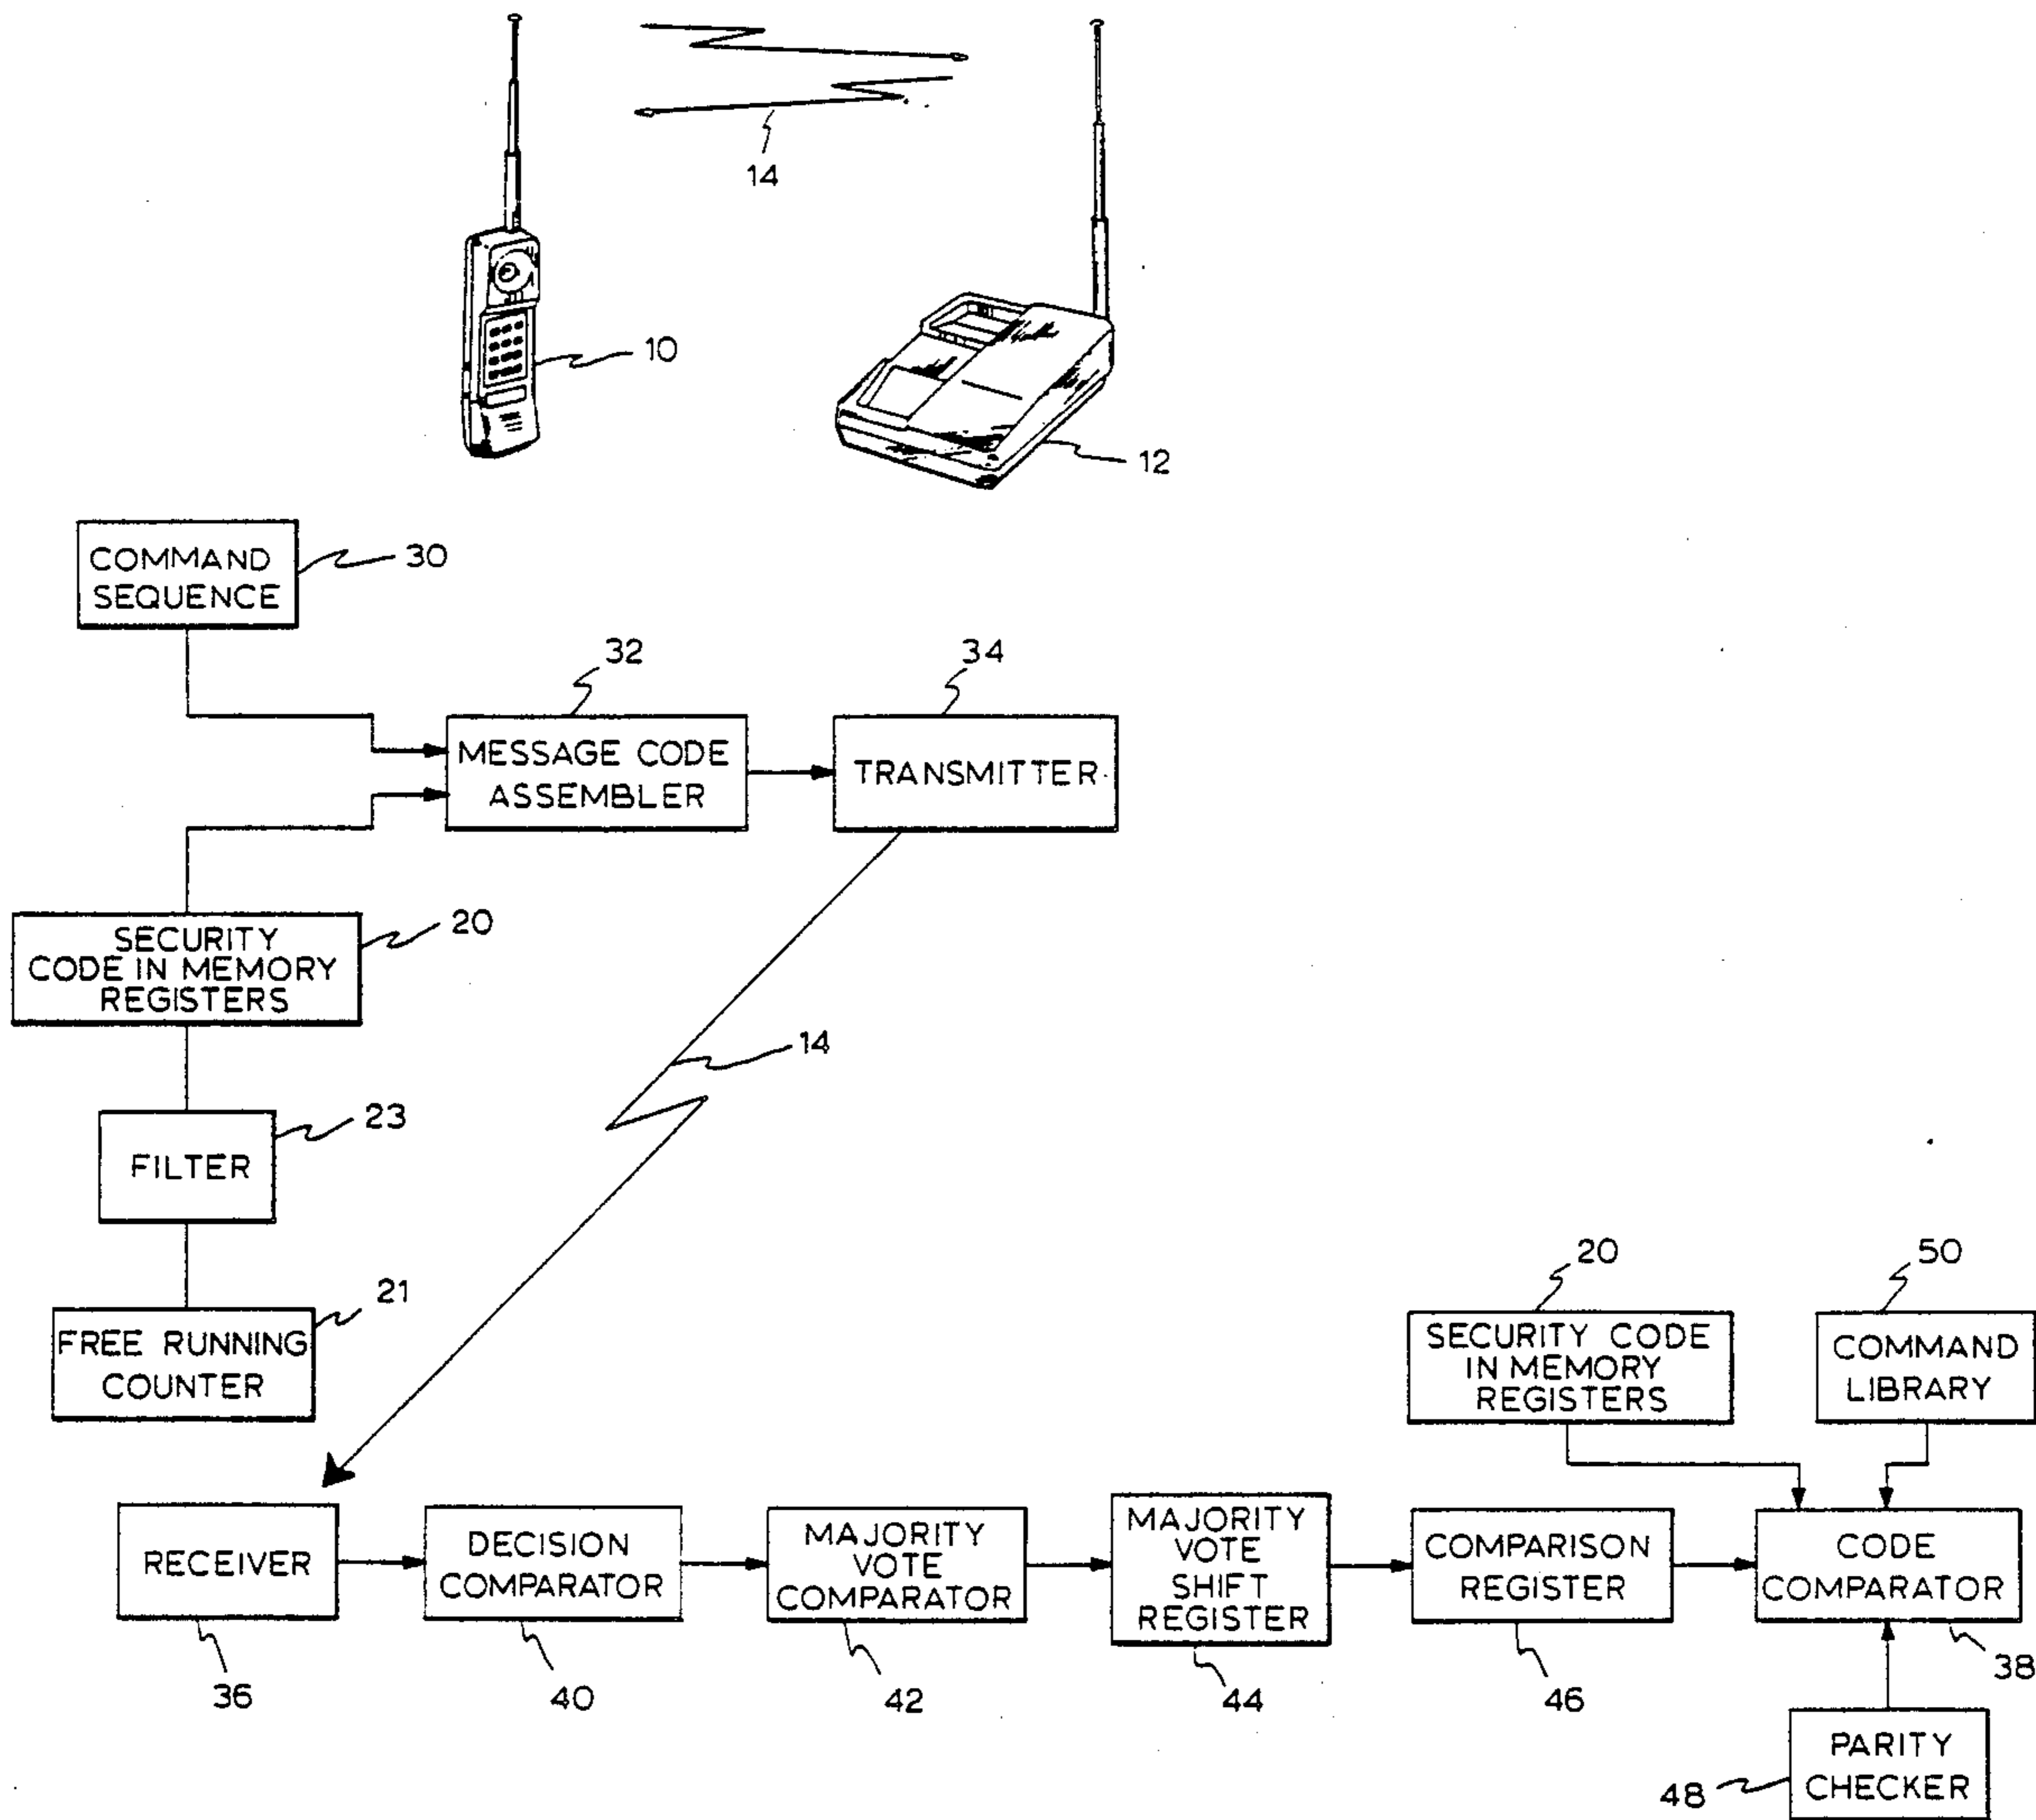 14
10
12
COMMAND
SEQUENCE
30
32
34
MESSAGE CODE
ASSEMBLER
TRANSMITTER
20
SECURITY
CODE IN MEMORY
REGISTERS
14
23
FILTER
21
FREE RUNNING
COUNTER
20
50
SECURITY CODE
IN MEMORY
REGISTERS
COMMAND
LIBRARY
RECEIVER
DECISION
COMPARATOR
MAJORITY
VOTE
COMPARATOR
MAJORITY
VOTE
SHIFT
REGISTER
COMPARISON
REGISTER
CODE
COMPARATOR
36
40
42
44
46
38
PARITY
CHECKER
48